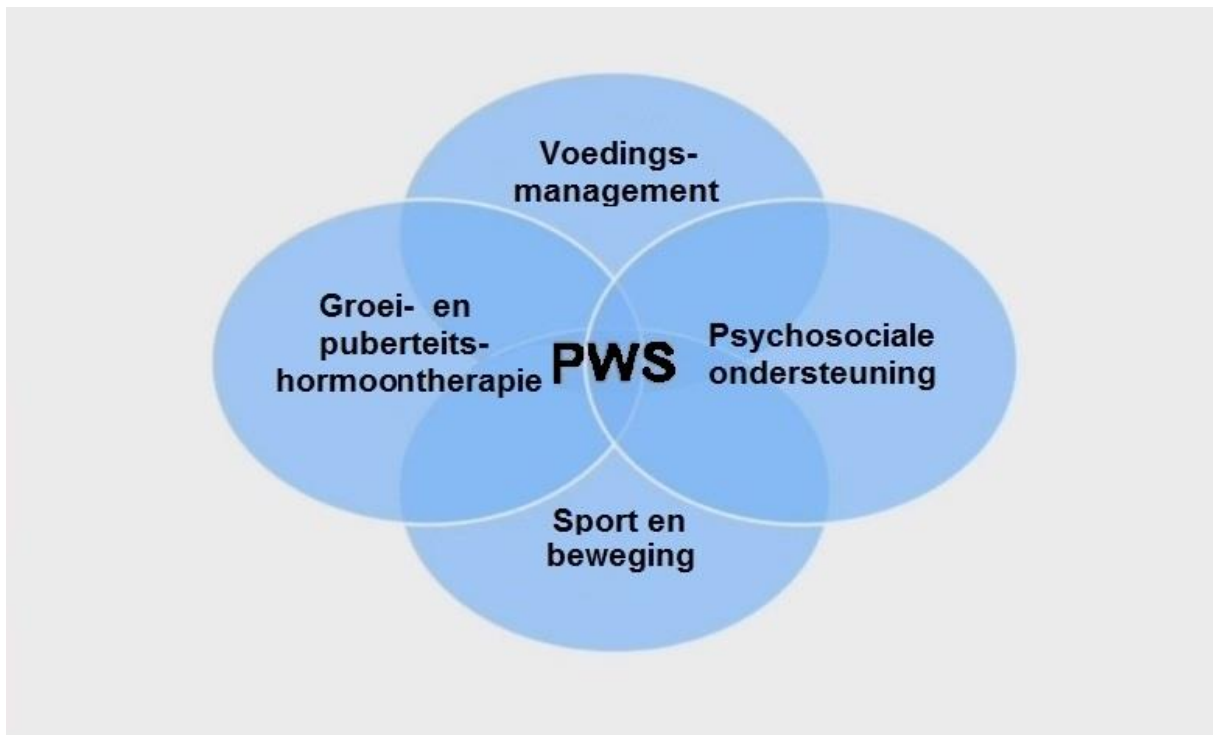 Voedings-
management
Groei- en
puberteits-
hormoontherapie
PWS
Psychosociale
ondersteuning
Sport en
beweging